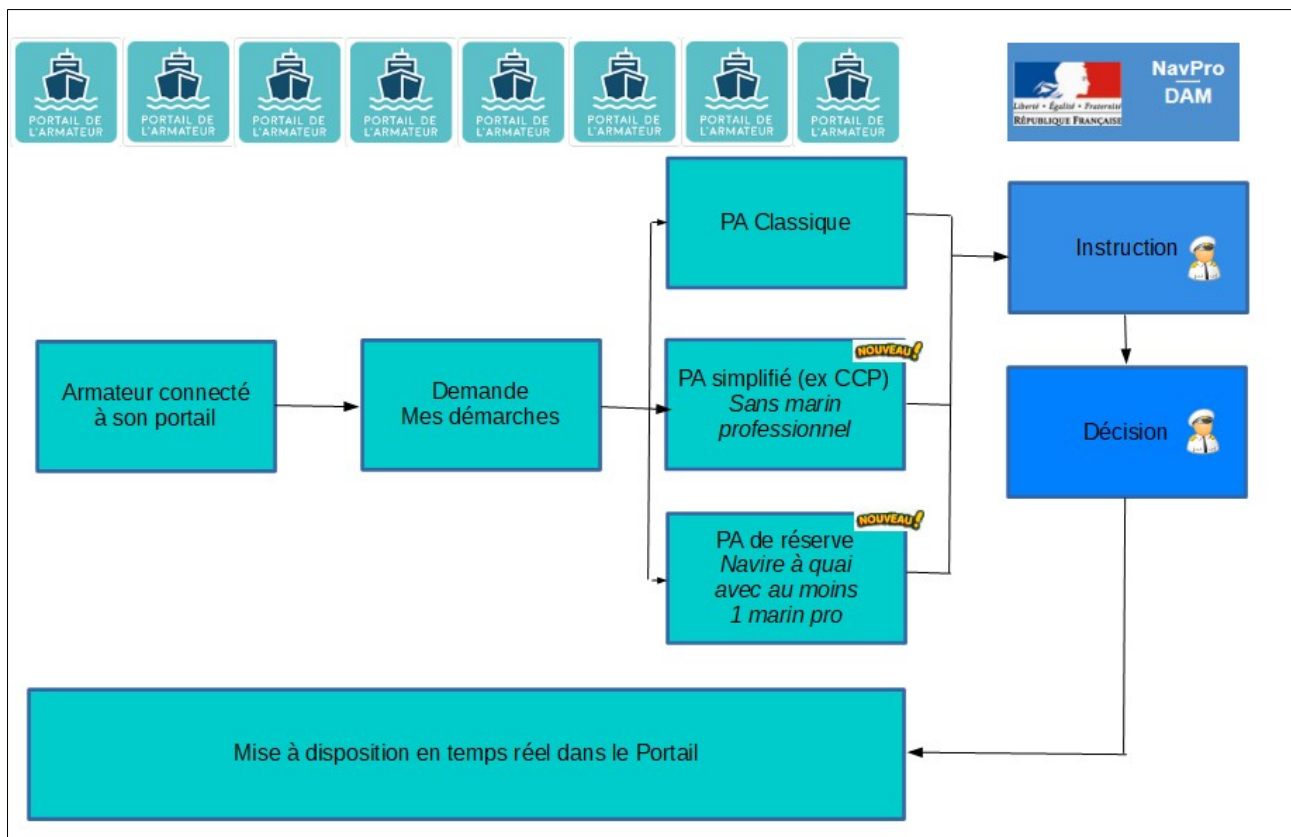 PORTAIL DE
L'ARMATEUR
PORTAIL DE
L'ARMATEUR
PORTAIL DE
L'ARMATEUR
PORTAIL DE
L'ARMATEUR
PORTAIL DE
L'ARMATEUR
PORTAIL DE
L'ARMATEUR
PORTAIL DE
L'ARMATEUR
PORTAIL DE
L'ARMATEUR
Liberté • Égalité • Fraternité
RÉPUBLIQUE FRANÇAISE
NavPro
DAM
PA Classique
Instruction
Armateur connecté
à son portail
Demande
Mes démarches
NOUVEAU !
PA simplifié (ex CCP)
Sans marin
professionnel
Décision
NOUVEAU !
PA de réserve
Navire à quai
avec au moins
1 marin pro
Mise à disposition en temps réel dans le Portail